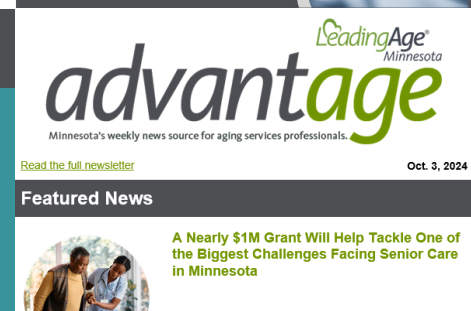 LeadingAge®
Minnesota
advantage
Minnesota's weekly news source for aging services professionals.
Read the full newsletter Oct. 3, 2024
Featured News
A Nearly $1M Grant Will Help Tackle One of
the Biggest Challenges Facing Senior Care
in Minnesota